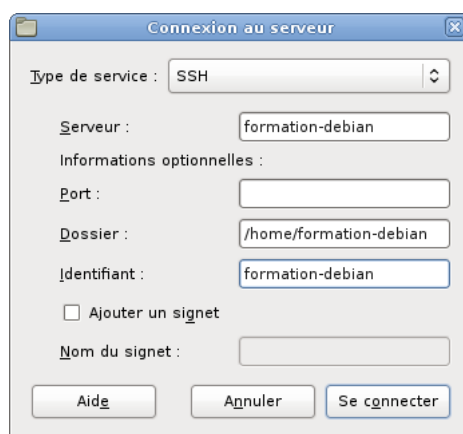 Connexion au serveur
Type de service : SSH
Serveur : formation-debian
Informations optionnelles :
Port :
Dossier : /home/formation-debian
Identifiant : formation-debian
Ajouter un signet
Nom du signet :
Aide Annuler Se connecter